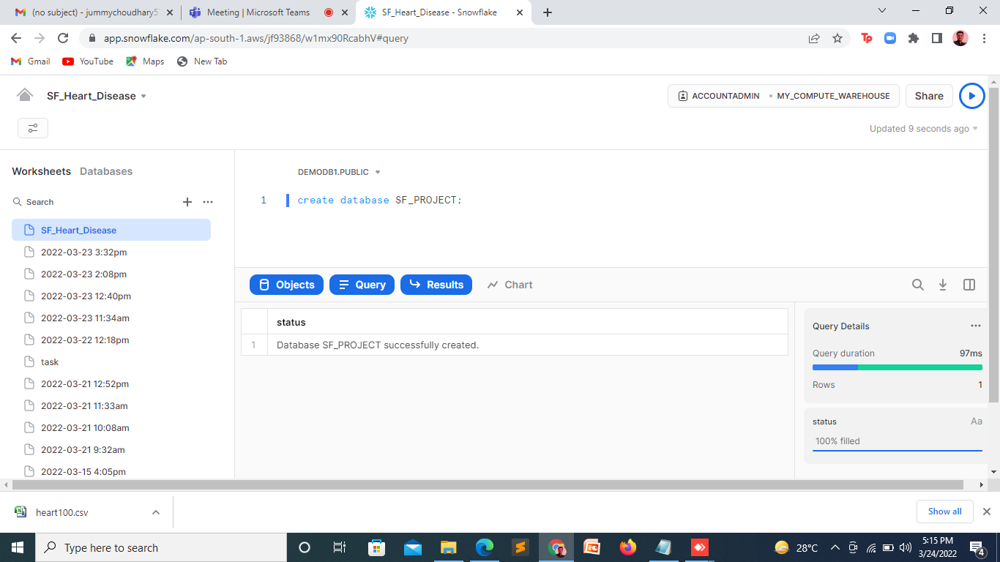 (no subject) - jummychoudhary5
Meeting | Microsoft Teams
SF_Heart_Disease - Snowflake
app.snowflake.com/ap-south-1.aws/jf93868/w1mx90RcabhV#query
Tp
Gmail
YouTube
Maps
New Tab
SF_Heart_Disease
ACCOUNTADMIN
MY_COMPUTE_WAREHOUSE
Share
Updated 9 seconds ago
Worksheets
Databases
DEMODB1.PUBLIC
Search
1
create database SF_PROJECT;
SF_Heart_Disease
2022-03-23 3:32pm
2022-03-23 2:08pm
2022-03-23 12:40pm
2022-03-23 11:34am
2022-03-22 12:18pm
task
2022-03-21 12:52pm
2022-03-21 11:33am
2022-03-21 10:08am
2022-03-21 9:32am
2022-03-15 4:05pm
Objects
Query
Results
Chart
status
1
Database SF_PROJECT successfully created.
Query Details
Query duration
97ms
Rows
1
status
Aa
100% filled
heart100.csv
Show all
Type here to search
28°C
5:15 PM
3/24/2022
4